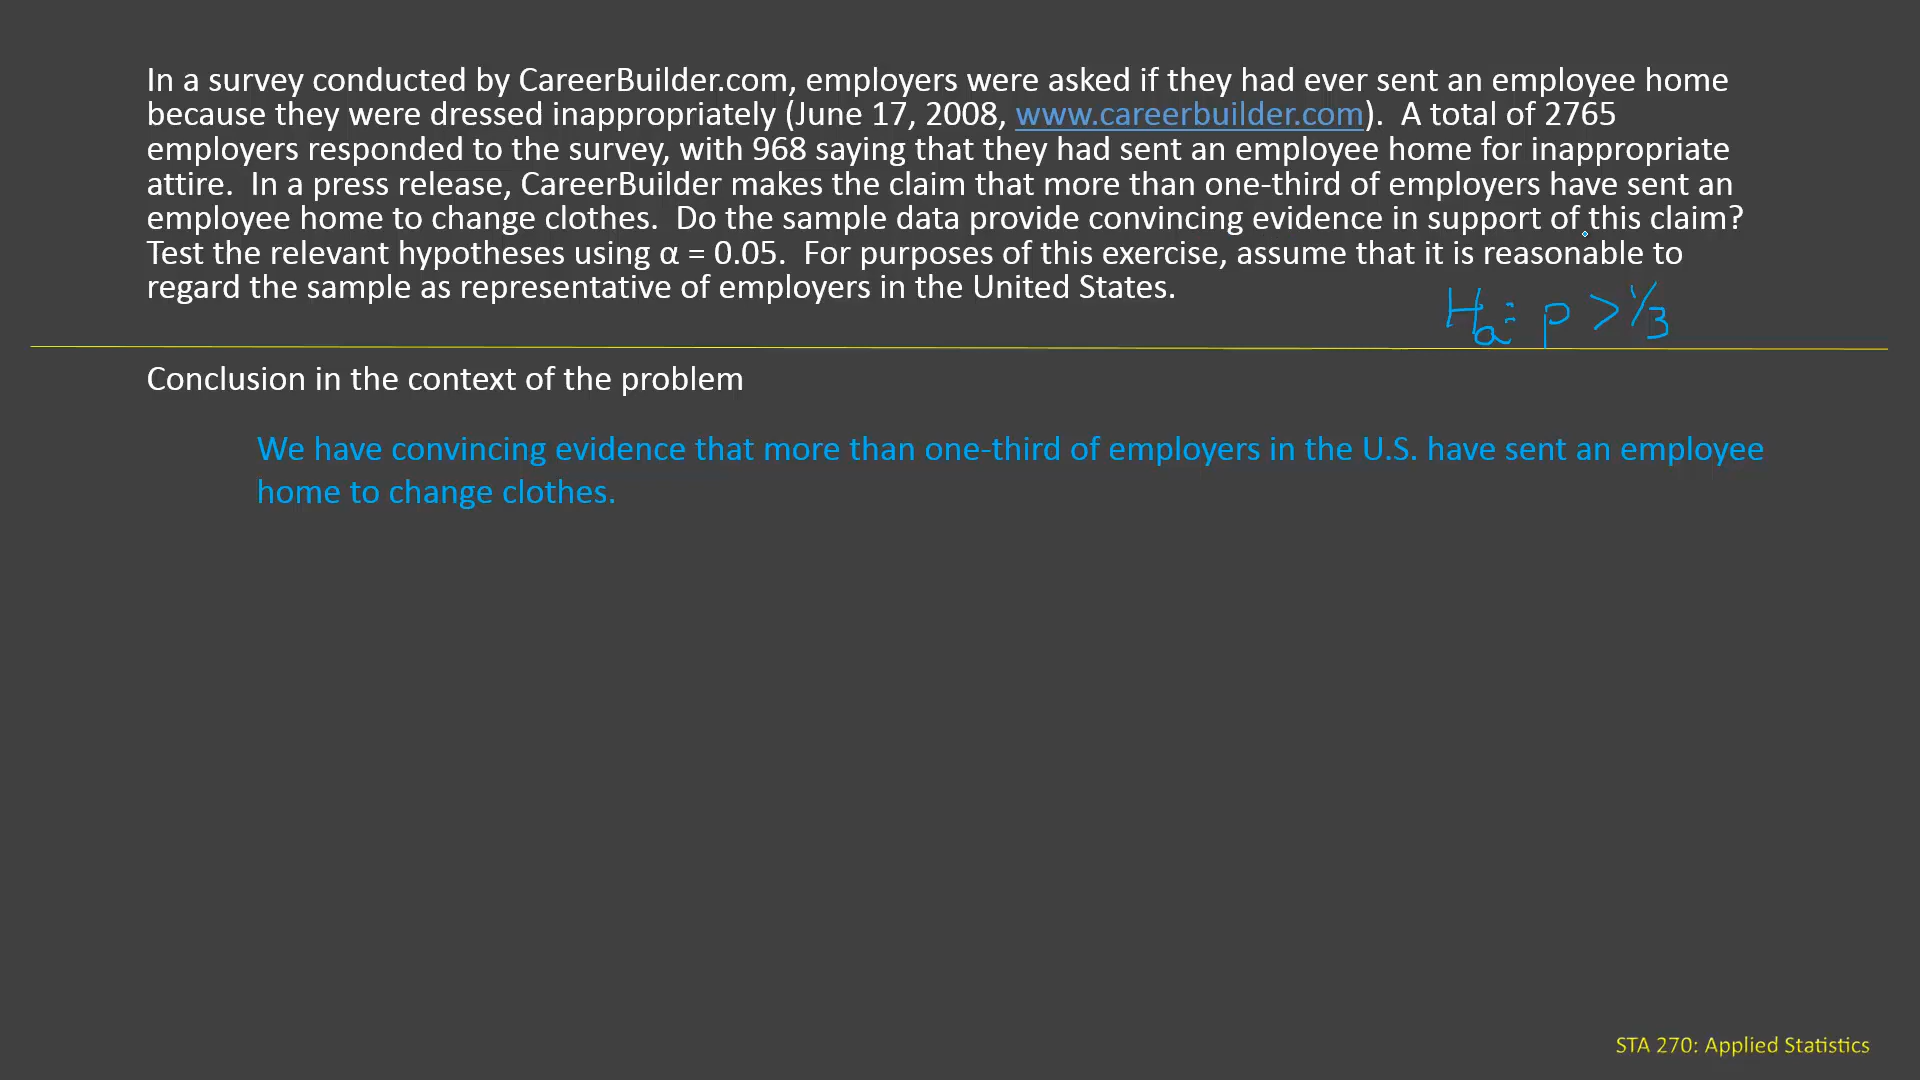 In a survey conducted by CareerBuilder.com, employers were asked if they had ever sent an employee home
because they were dressed inappropriately (June 17, 2008, www.careerbuilder.com).  A total of 2765
employers responded to the survey, with 968 saying that they had sent an employee home for inappropriate
attire.  In a press release, CareerBuilder makes the claim that more than one-third of employers have sent an
employee home to change clothes.  Do the sample data provide convincing evidence in support of this claim?
Test the relevant hypotheses using α = 0.05.  For purposes of this exercise, assume that it is reasonable to
regard the sample as representative of employers in the United States.
Ha: p > 1/3
Conclusion in the context of the problem
We have convincing evidence that more than one-third of employers in the U.S. have sent an employee
home to change clothes.
STA 270: Applied Statistics